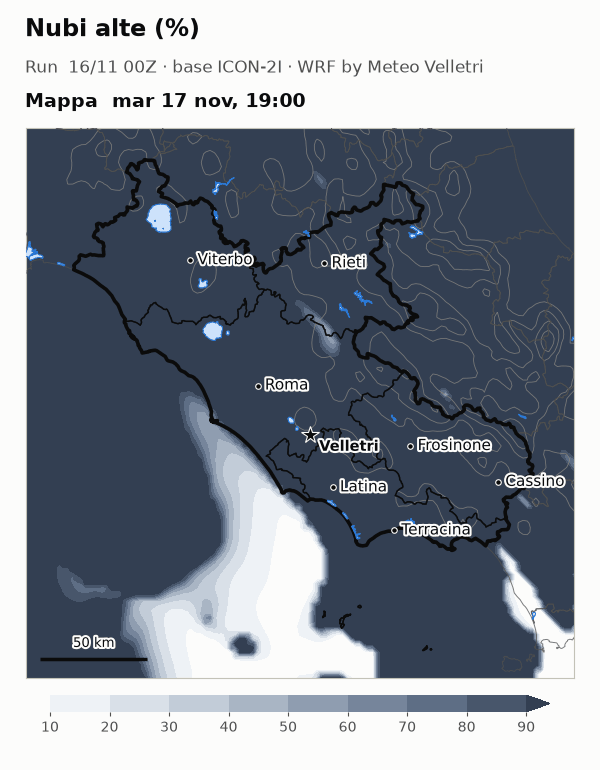 Nubi alte (%)
Run  16/11 00Z · base ICON-2I · WRF by Meteo Velletri
Mappa  mar 17 nov, 19:00
Viterbo
Rieti
Roma
Velletri
Frosinone
Latina
Cassino
Terracina
50 km
10 20 30 40 50 60 70 80 90